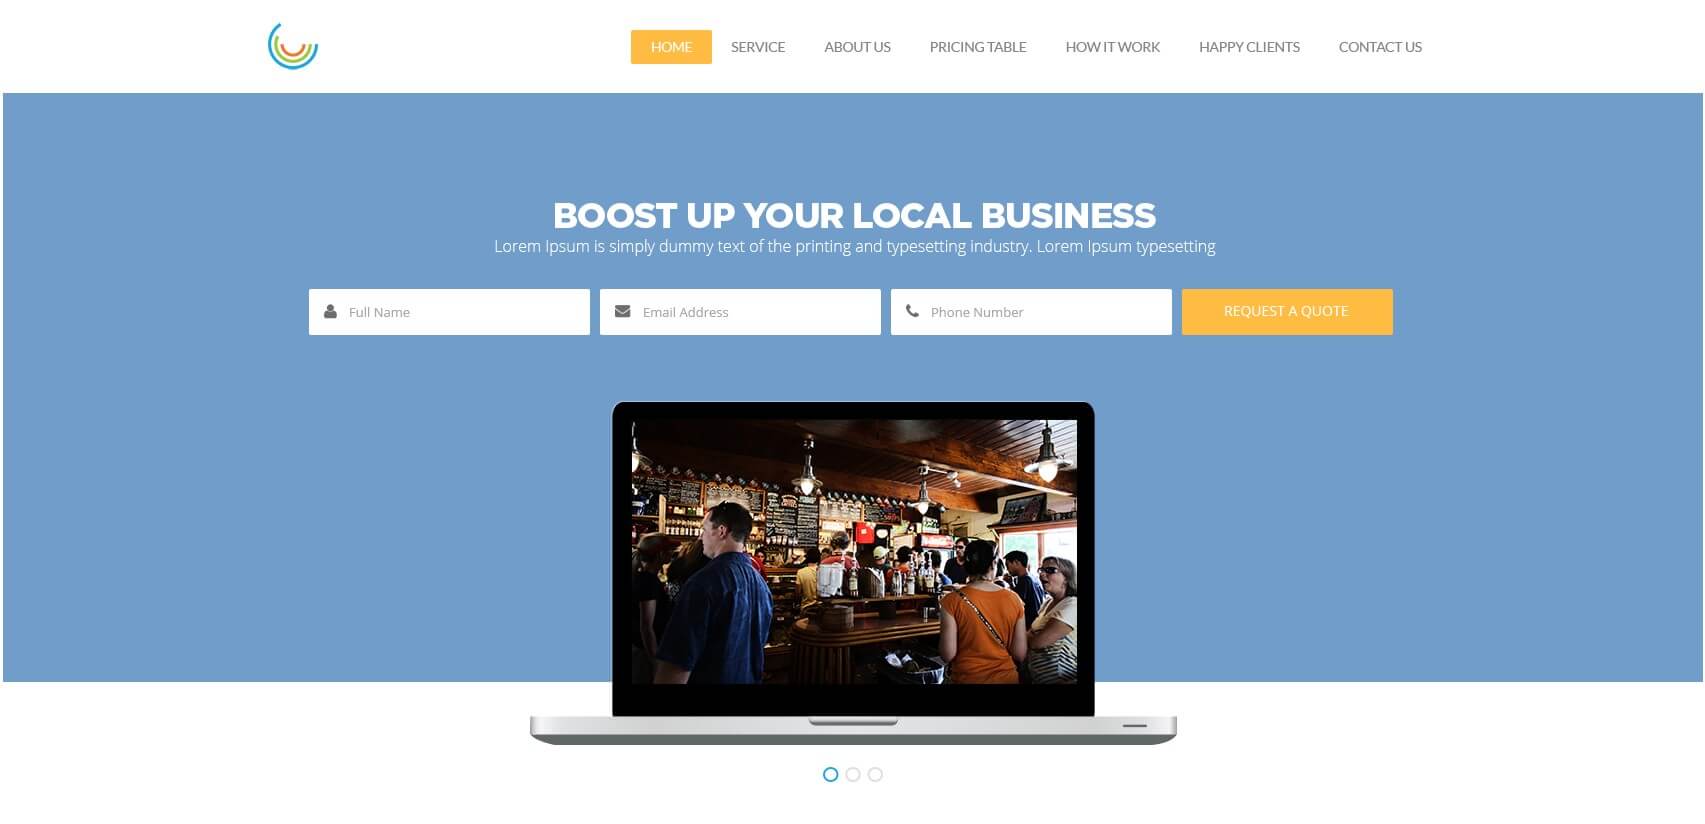 HOME SERVICE ABOUT US PRICING TABLE HOW IT WORK HAPPY CLIENTS CONTACT US
BOOST UP YOUR LOCAL BUSINESS
Lorem Ipsum is simply dummy text of the printing and typesetting industry. Lorem Ipsum typesetting
Full Name Email Address Phone Number REQUEST A QUOTE